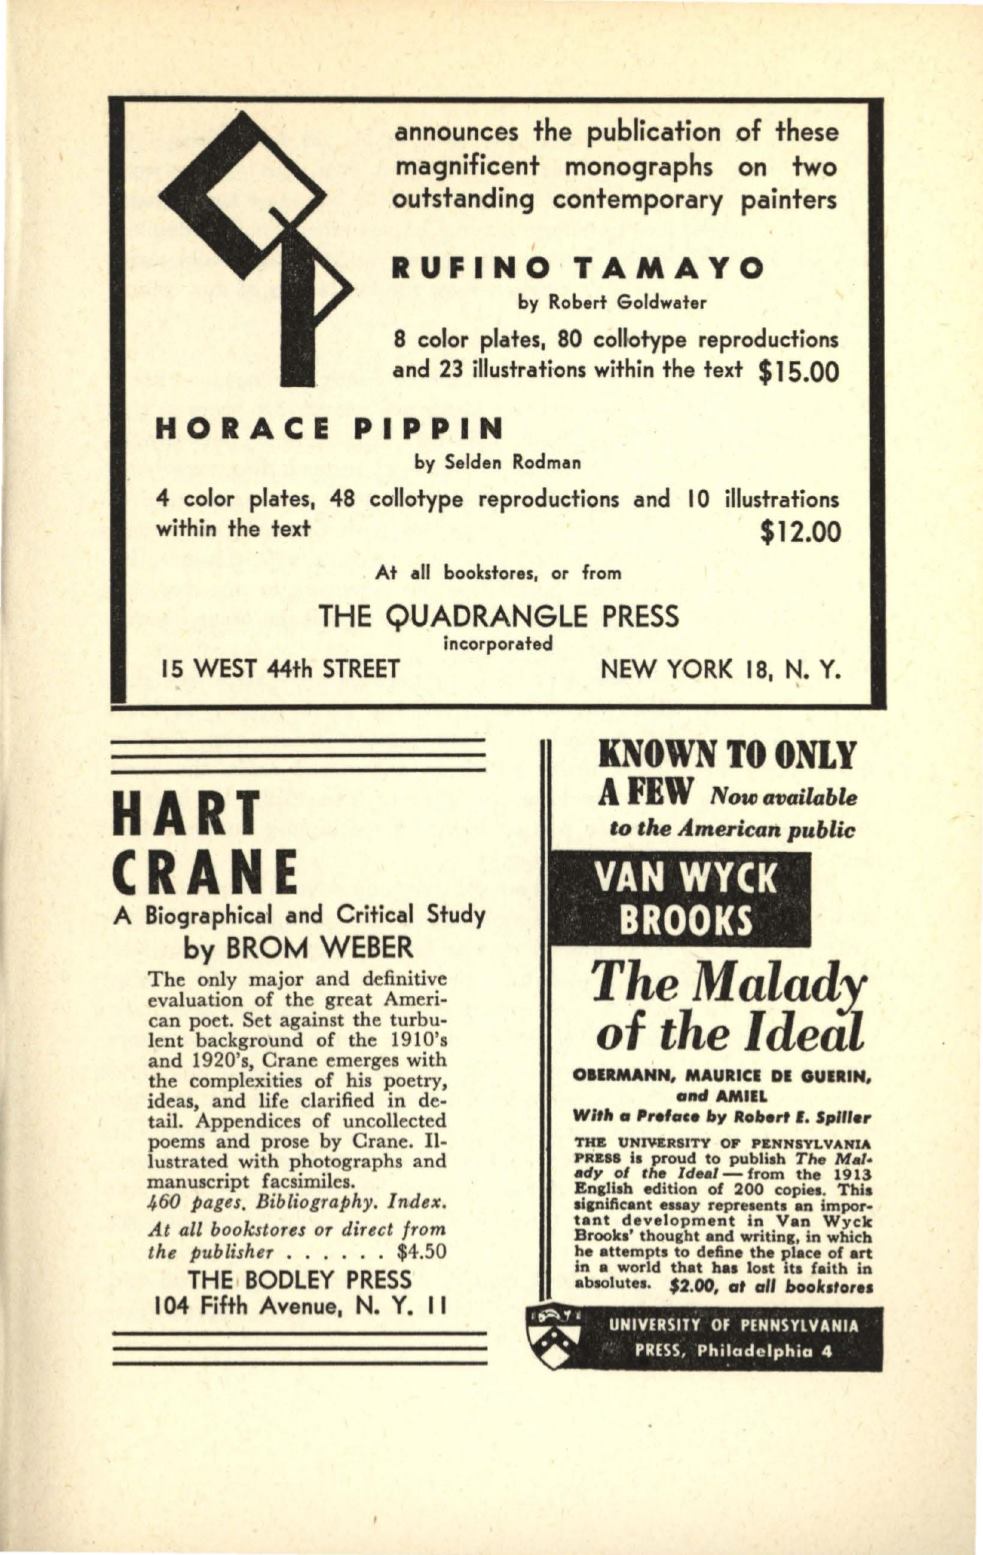 announces the publication of these
magnificent monographs on two
outstanding contemporary painters
RUFINO TAMAYO
by Robert Goldwater
8 color plates, 80 collotype reproductions
and 23 illustrations within the text $15.00
HORACE PIPPIN
by Selden Rodman
4 color plates, 48 collotype reproductions and 10 illustrations
within the text $12.00
At all bookstores, or from
THE QUADRANGLE PRESS
incorporated
15 WEST 44th STREET NEW YORK 18, N. Y.
HART
CRANE
A Biographical and Critical Study
by BROM WEBER
The only major and definitive
evaluation of the great Ameri-
can poet. Set against the turbu-
lent background of the 1910's
and 1920's, Crane emerges with
the complexities of his poetry,
ideas, and life clarified in de-
tail. Appendices of uncollected
poems and prose by Crane. Il-
lustrated with photographs and
manuscript facsimiles.
460 pages. Bibliography. Index.
At all bookstores or direct from
the publisher . . . . . . $4.50
THE BODLEY PRESS
104 Fifth Avenue, N. Y. 11
KNOWN TO ONLY
A FEW Now available
to the American public
VAN WYCK
BROOKS
The Malady
of the Ideal
OBERMANN, MAURICE DE GUERIN,
and AMIEL
With a Preface by Robert E. Spiller
THE UNIVERSITY OF PENNSYLVANIA
PRESS is proud to publish The Mal-
ady of the Ideal — from the 1913
English edition of 200 copies. This
significant essay represents an impor-
tant development in Van Wyck
Brooks' thought and writing, in which
he attempts to define the place of art
in a world that has lost its faith in
absolutes. $2.00, at all bookstores
UNIVERSITY OF PENNSYLVANIA
PRESS, Philadelphia 4